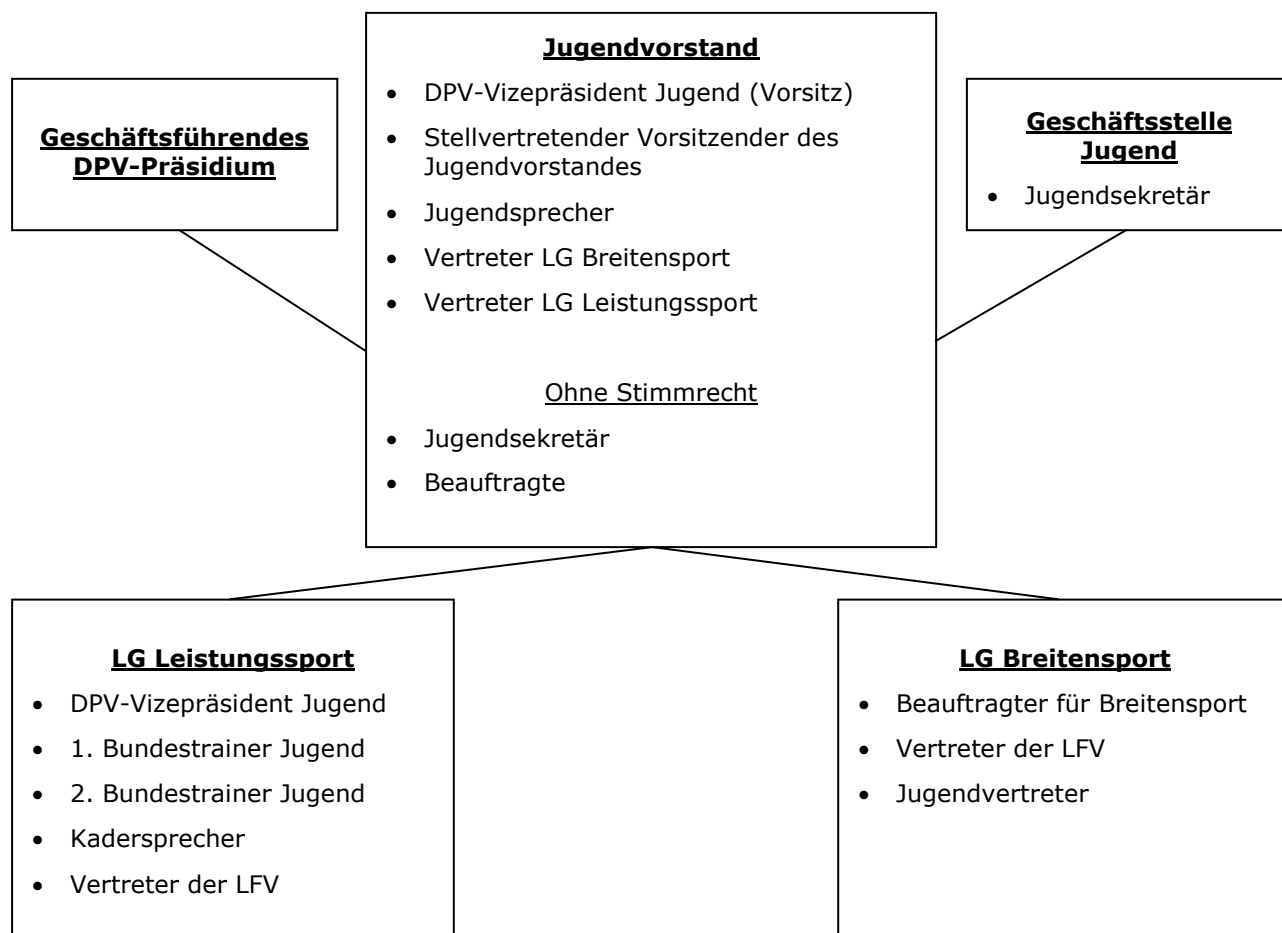 Jugendvorstand
• DPV-Vizepräsident Jugend (Vorsitz)
• Stellvertretender Vorsitzender des
Jugendvorstandes
• Jugendsprecher
• Vertreter LG Breitensport
• Vertreter LG Leistungssport
Ohne Stimmrecht
• Jugendsekretär
• Beauftragte
Geschäftsführendes
DPV-Präsidium
Geschäftsstelle
Jugend
• Jugendsekretär
LG Leistungssport
• DPV-Vizepräsident Jugend
• 1. Bundestrainer Jugend
• 2. Bundestrainer Jugend
• Kadersprecher
• Vertreter der LFV
LG Breitensport
• Beauftragter für Breitensport
• Vertreter der LFV
• Jugendvertreter